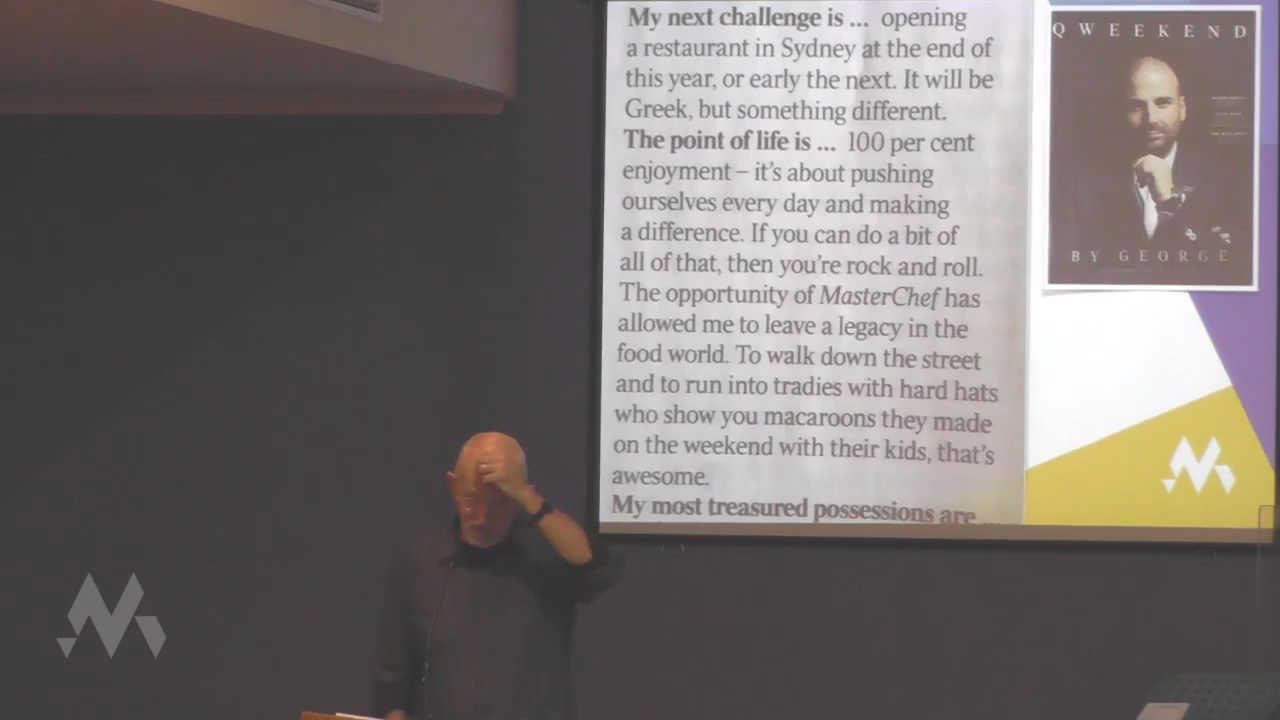 My next challenge is ... opening
a restaurant in Sydney at the end of
this year, or early the next. It will be
Greek, but something different.
The point of life is ... 100 per cent
enjoyment – it's about pushing
ourselves every day and making
a difference. If you can do a bit of
all of that, then you're rock and roll.
The opportunity of MasterChef has
allowed me to leave a legacy in the
food world. To walk down the street
and to run into tradies with hard hats
who show you macaroons they made
on the weekend with their kids, that's
awesome.
My most treasured possessions are ...
QWEEKEND
BY GEORGE